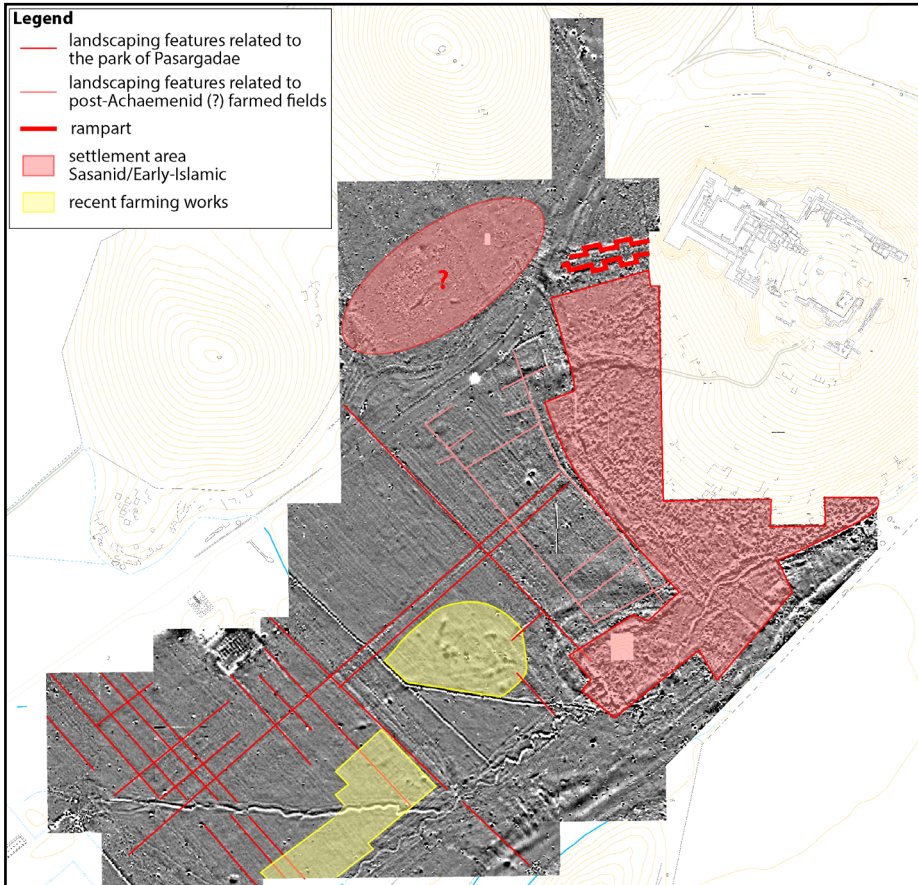 Legend
landscaping features related to
the park of Pasargadae
landscaping features related to
post-Achaemenid (?) farmed fields
rampart
settlement area
Sasanid/Early-Islamic
recent farming works
?